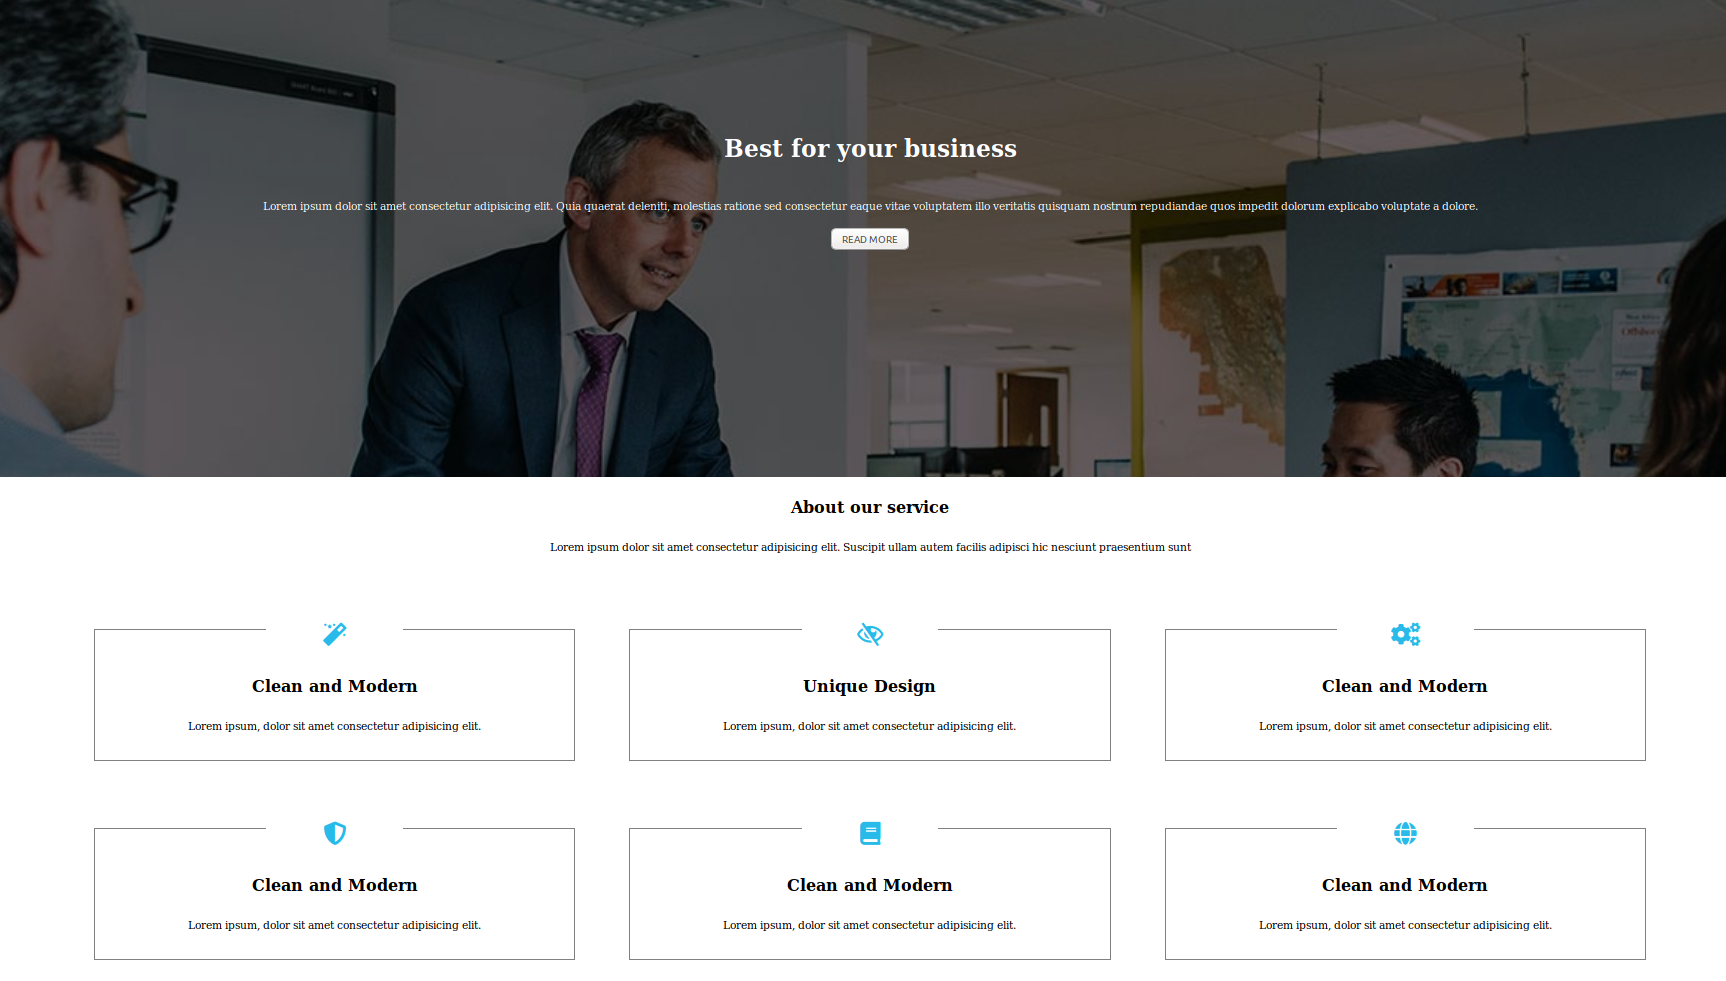 Best for your business
Lorem ipsum dolor sit amet consectetur adipisicing elit. Quia quaerat deleniti, molestias ratione sed consectetur eaque vitae voluptatem illo veritatis quisquam nostrum repudiandae quos impedit dolorum explicabo voluptate a dolore.
READ MORE
About our service
Lorem ipsum dolor sit amet consectetur adipisicing elit. Suscipit ullam autem facilis adipisci hic nesciunt praesentium sunt
Clean and Modern
Lorem ipsum, dolor sit amet consectetur adipisicing elit.
Unique Design
Lorem ipsum, dolor sit amet consectetur adipisicing elit.
Clean and Modern
Lorem ipsum, dolor sit amet consectetur adipisicing elit.
Clean and Modern
Lorem ipsum, dolor sit amet consectetur adipisicing elit.
Clean and Modern
Lorem ipsum, dolor sit amet consectetur adipisicing elit.
Clean and Modern
Lorem ipsum, dolor sit amet consectetur adipisicing elit.